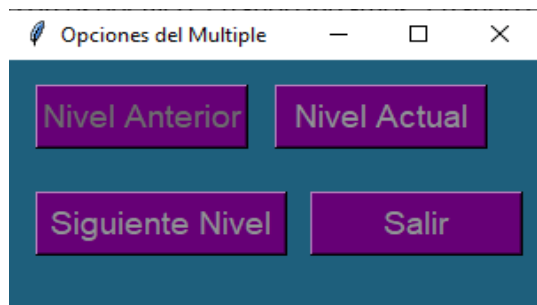 Opciones del Multiple
Nivel Anterior Nivel Actual
Siguiente Nivel Salir